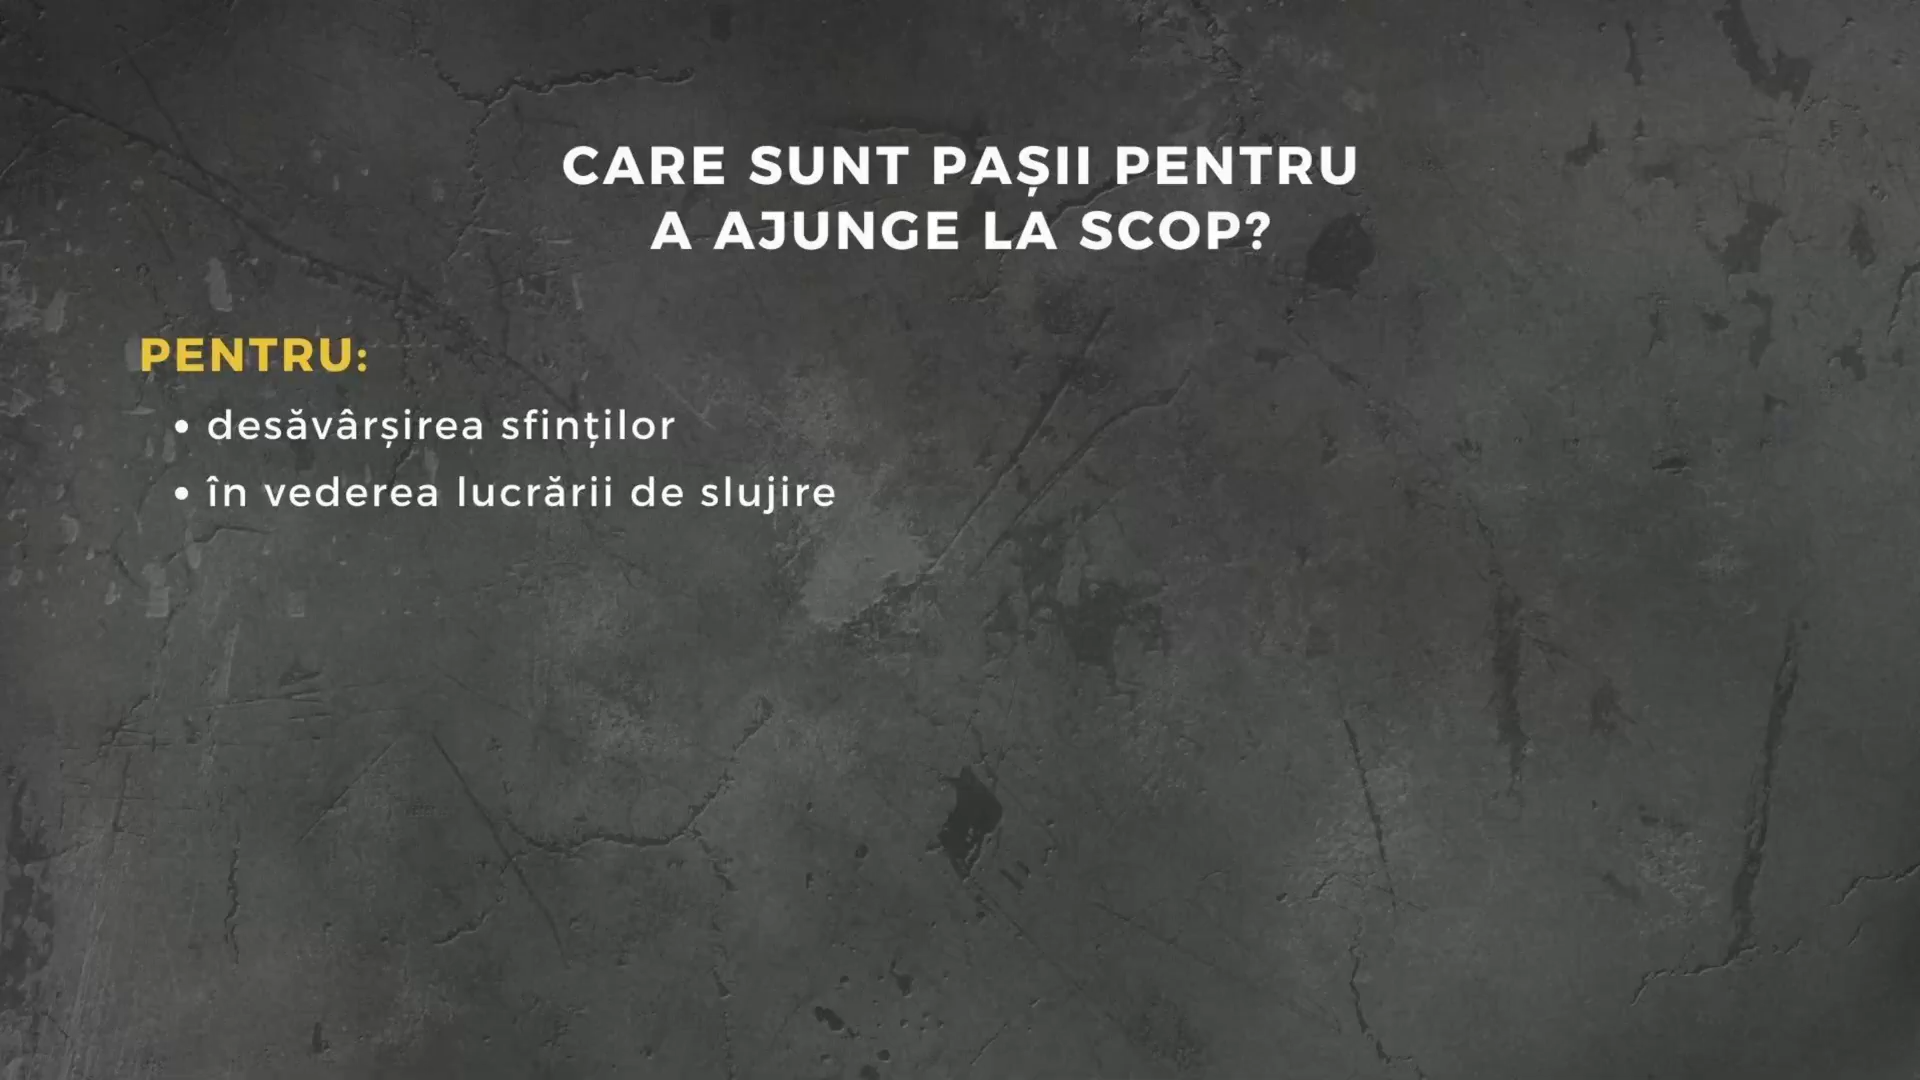 CARE SUNT PAȘII PENTRU
A AJUNGE LA SCOP?
PENTRU:
• desăvârșirea sfinților
• în vederea lucrării de slujire